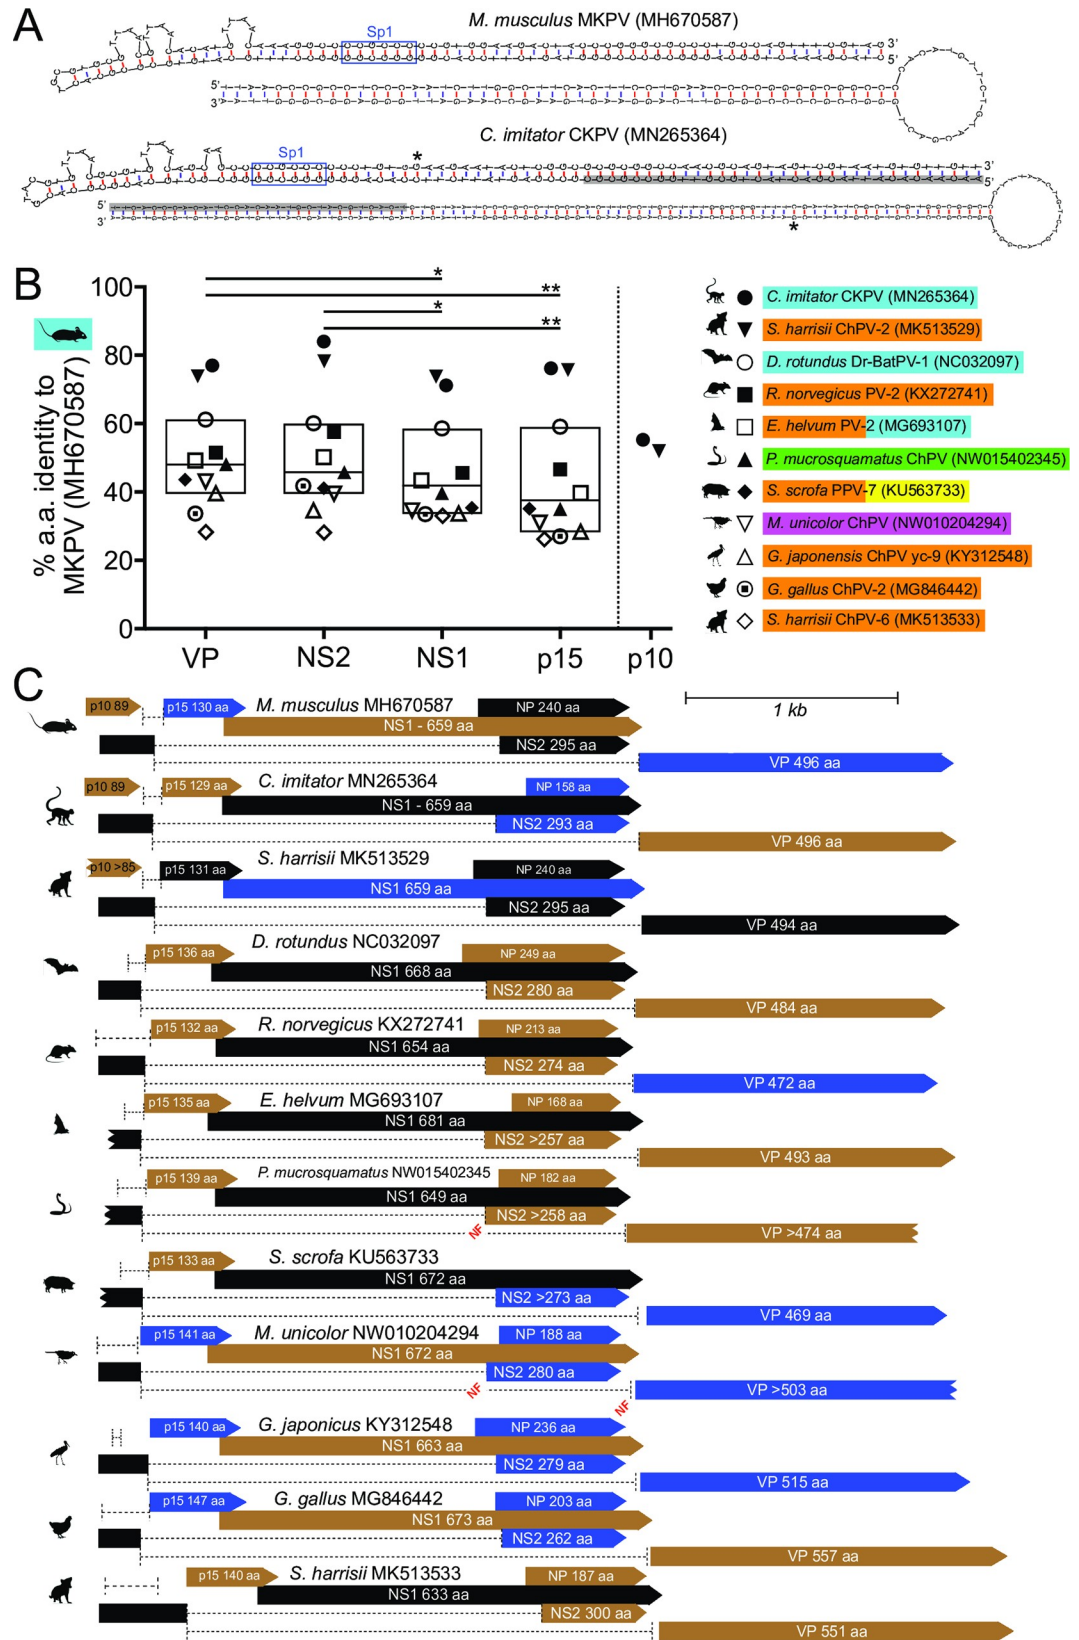 A
M. musculus MKPV (MH670587)
Sp1
3'
5'
5'
3'
C. imitator CKPV (MN265364)
Sp1
*
3'
5'
5'
3'
*
B
% a.a. identity to
MKPV (MH670587)
100
80
60
40
20
0
*
**
*
**
VP NS2 NS1 p15 p10
C. imitator CKPV (MN265364)
S. harrisii ChPV-2 (MK513529)
D. rotundus Dr-BatPV-1 (NC032097)
R. norvegicus PV-2 (KX272741)
E. helvum PV-2 (MG693107)
P. mucrosquamatus ChPV (NW015402345)
S. scrofa PPV-7 (KU563733)
M. unicolor ChPV (NW010204294)
G. japonensis ChPV yc-9 (KY312548)
G. gallus ChPV-2 (MG846442)
S. harrisii ChPV-6 (MK513533)
C
1 kb
p10 89 p15 130 aa M. musculus MH670587 NP 240 aa
NS1 - 659 aa
NS2 295 aa
VP 496 aa
p10 89 p15 129 aa C. imitator MN265364 NP 158 aa
NS1 - 659 aa
NS2 293 aa
VP 496 aa
p10 >85 p15 131 aa S. harrisii MK513529 NP 240 aa
NS1 659 aa
NS2 295 aa
VP 494 aa
p15 136 aa D. rotundus NC032097 NP 249 aa
NS1 668 aa
NS2 280 aa
VP 484 aa
p15 132 aa R. norvegicus KX272741 NP 213 aa
NS1 654 aa
NS2 274 aa
VP 472 aa
p15 135 aa E. helvum MG693107 NP 168 aa
NS1 681 aa
NS2 >257 aa
VP 493 aa
p15 139 aa P. mucrosquamatus NW015402345 NP 182 aa
NS1 649 aa
NS2 >258 aa
NF VP >474 aa
p15 133 aa S. scrofa KU563733
NS1 672 aa
NS2 >273 aa
VP 469 aa
p15 141 aa M. unicolor NW010204294 NP 188 aa
NS1 672 aa
NS2 280 aa
NF VP >503 aa
NF
p15 140 aa G. japonicus KY312548 NP 236 aa
NS1 663 aa
NS2 279 aa
VP 515 aa
p15 147 aa G. gallus MG846442 NP 203 aa
NS1 673 aa
NS2 262 aa
VP 557 aa
p15 140 aa S. harrisii MK513533 NP 187 aa
NS1 633 aa
NS2 300 aa
VP 551 aa